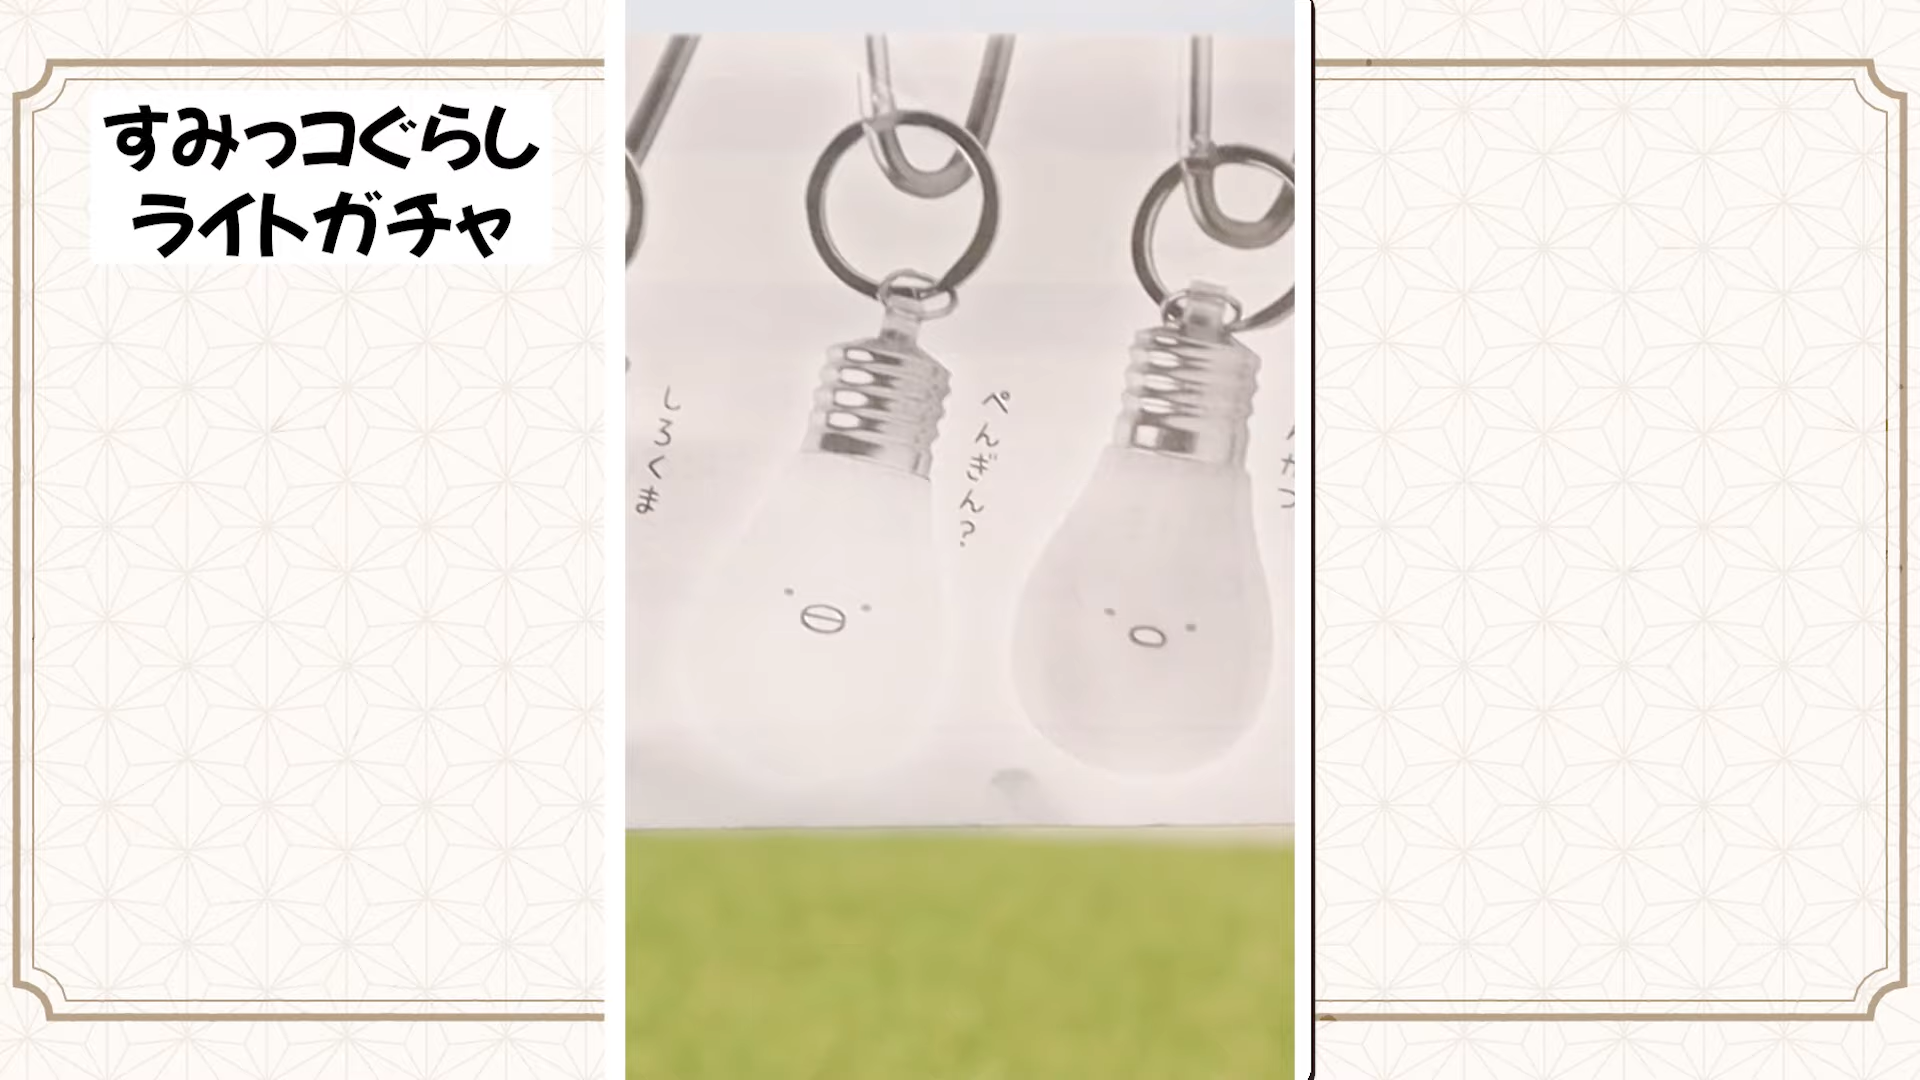 すみっコぐらし
ライトガチャ
しろくま
ぺんぎん?